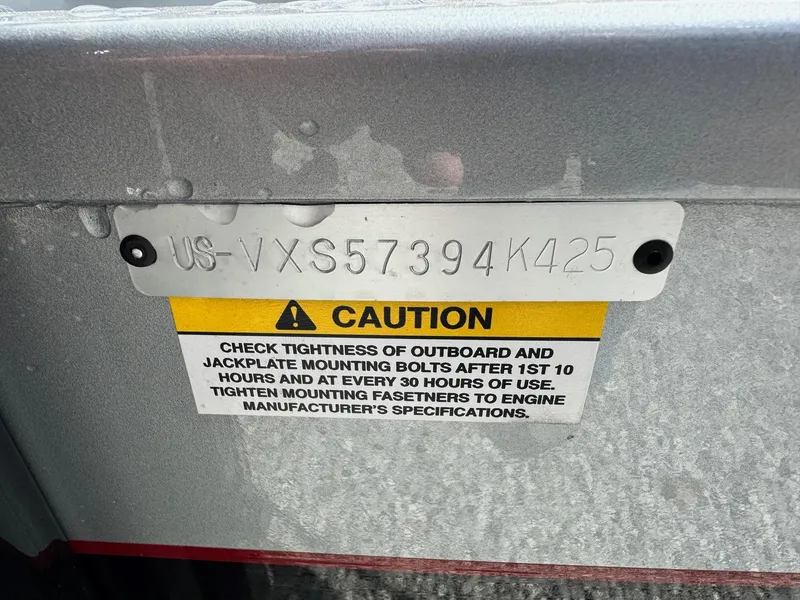 US-VXS57394K425
CAUTION
CHECK TIGHTNESS OF OUTBOARD AND
JACKPLATE MOUNTING BOLTS AFTER 1ST 10
HOURS AND AT EVERY 30 HOURS OF USE.
TIGHTEN MOUNTING FASETNERS TO ENGINE
MANUFACTURER'S SPECIFICATIONS.